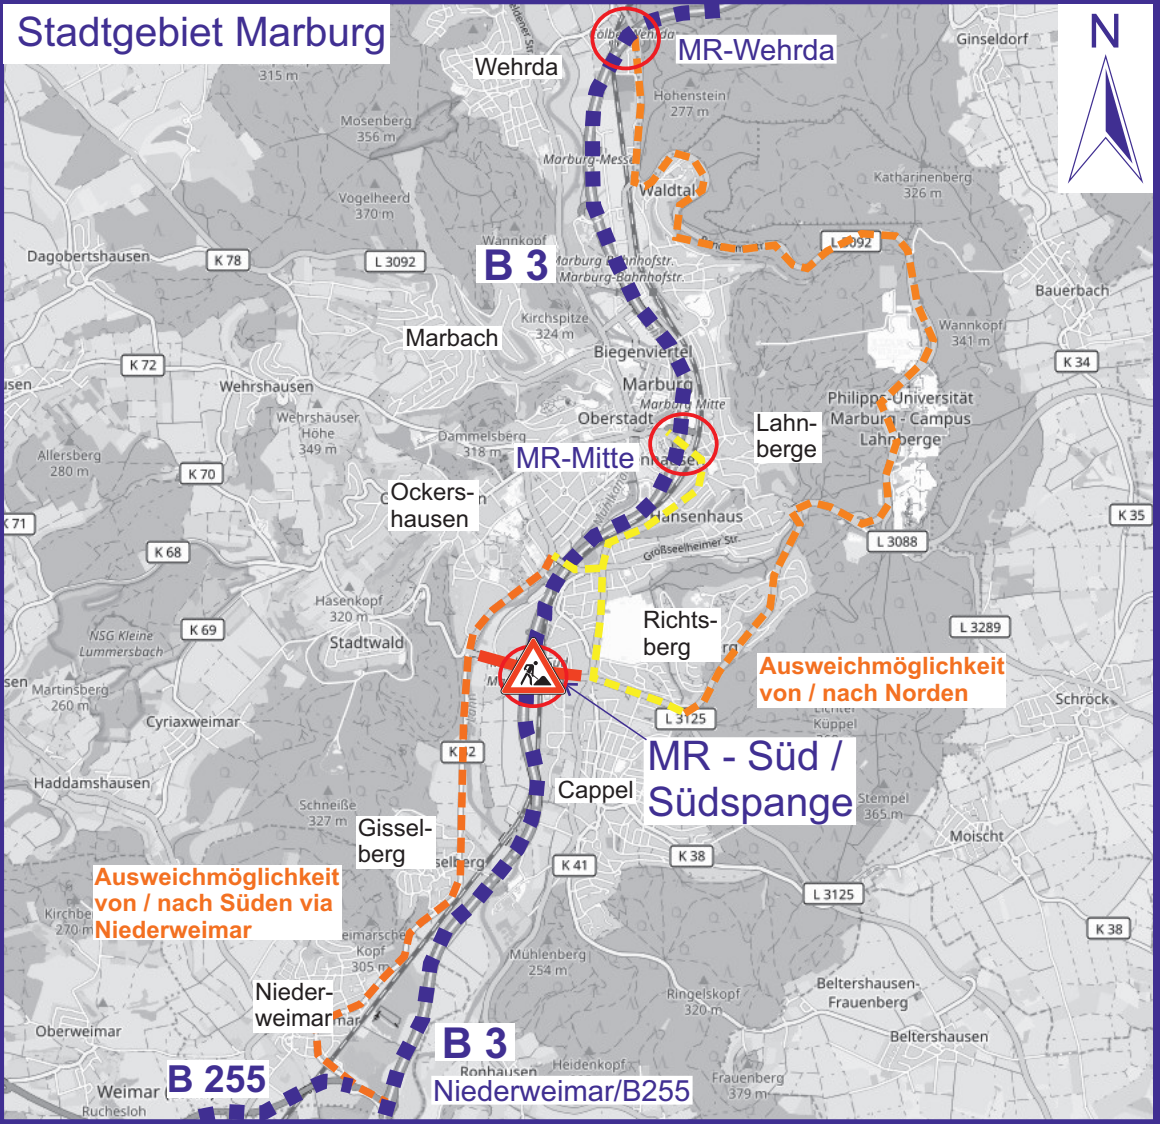 Stadtgebiet Marburg
MR-Wehrda
N
Ginseldorf
Wehrda
315 m
Hohenstein
277 m
Mosenberg
356 m
Marburg-Messe
Katharinenberg
326 m
Waldtal
Vogelheerd
370 m
Wannkopf
L 3092
Dagobertshausen
K 78
L 3092
B 3
Marburg Bahnhofstr.
Marburg-Bahnhofstr.
Bauerbach
Kirchspitze
324 m
Wannkopf
341 m
Marbach
Biegenviertel
K 72
K 34
Wehrshausen
Marburg
Marburg Mitte
Philipps-Universität
Marburg - Campus
Lahnberge
Wehrshäuser
Höhe
349 m
Oberstadt
Lahn-
berge
Dammelsberg
318 m
Allersberg
280 m
MR-Mitte
K 70
Ockers-
hausen
Hansenhaus
K 35
K 71
K 68
Großseelheimer Str.
L 3088
Hasenkopf
320 m
Richts-
berg
NSG Kleine
Lummersbach
K 69
Stadtwald
L 3289
Ausweichmöglichkeit
von / nach Norden
Martinsberg
260 m
Schröck
Cyriaxweimar
L 3125
Lichter
Küppel
MR - Süd /
Südspange
Haddamshausen
Cappel
Schneiße
327 m
Stempel
365 m
Gissel-
berg
Moischt
K 41
K 38
Ausweichmöglichkeit
von / nach Süden via
Niederweimar
L 3125
270 m
Kopf
305 m
K 38
Mühlenberg
254 m
Nieder-
weimar
Ringelskopf
320 m
Beltershausen-
Frauenberg
Oberweimar
Beltershausen
B 3
B 255
Ronhausen
Heidenkopf
Frauenberg
379 m
Niederweimar/B255
Weimar
Ruchesloh